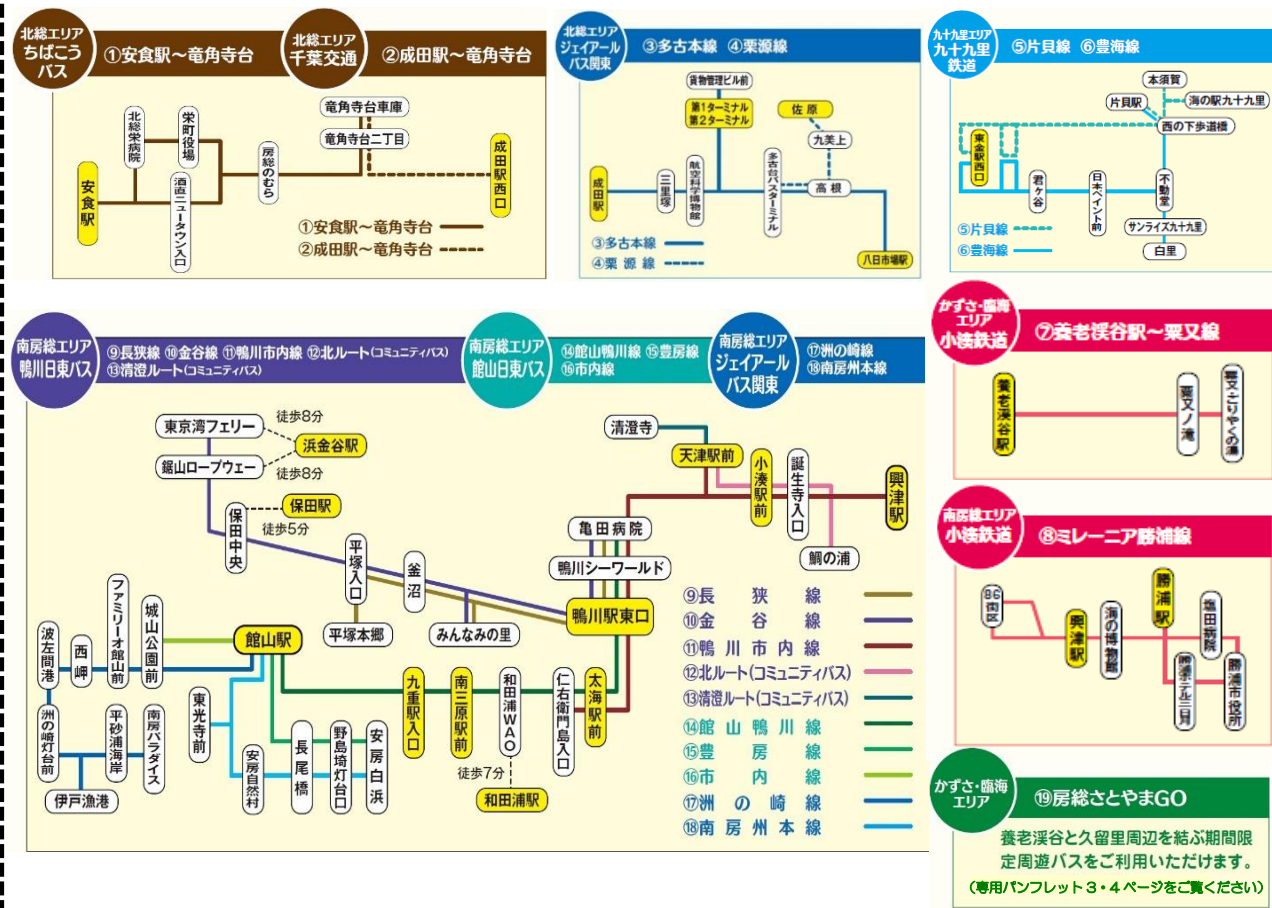 北総エリア
ちばこう
バス
①安食駅～竜角寺台
北総エリア
千葉交通
②成田駅～竜角寺台
竜角寺台車庫
竜角寺台二丁目
北総栄病院
栄町役場
房総のむら
成田駅西口
安食駅
酒直ニュータウン入口
①安食駅～竜角寺台
②成田駅～竜角寺台
北総エリア
ジェイアール
バス関東
③多古本線 ④栗源線
貨物管理ビル前
第1ターミナル
第2ターミナル
佐原
九美上
成田駅
三里塚
航空科学博物館
多古台バスターミナル
高根
③多古本線
④栗源線
八日市場駅
九十九里エリア
九十九里
鉄道
⑤片貝線 ⑥豊海線
本須賀
片貝駅
海の駅九十九里
西の下歩道橋
東金駅西口
君ヶ谷
日本ペイント前
不動堂
サンライズ九十九里
白里
⑤片貝線
⑥豊海線
南房総エリア
鴨川日東バス
⑨長狭線 ⑩金谷線 ⑪鴨川市内線 ⑫北ルート(コミュニティバス)
⑬清澄ルート(コミュニティバス)
南房総エリア
館山日東バス
⑭館山鴨川線 ⑮豊房線
⑯市内線
南房総エリア
ジェイアール
バス関東
⑰洲の崎線
⑱南房州本線
東京湾フェリー
徒歩8分
浜金谷駅
鋸山ロープウェー
徒歩8分
保田駅
保田中央
徒歩5分
平塚入口
釜沼
平塚本郷
みんなみの里
清澄寺
天津駅前
小湊駅前
誕生寺入口
興津駅
鯛の浦
亀田病院
鴨川シーワールド
鴨川駅東口
館山駅
城山公園前
ファミリーオ館山前
西岬
波左間港
洲の崎灯台前
伊戸漁港
平砂浦海岸
南房パラダイス
東光寺前
安房自然村
長尾橋
野島埼灯台口
安房白浜
九重駅入口
南三原駅前
和田浦WAO
徒歩7分
和田浦駅
仁右衛門島入口
太海駅前
⑨長狭線
⑩金谷線
⑪鴨川市内線
⑫北ルート(コミュニティバス)
⑬清澄ルート(コミュニティバス)
⑭館山鴨川線
⑮豊房線
⑯市内線
⑰洲の崎線
⑱南房州本線
かずさ・臨海
エリア
小湊鉄道
⑦養老渓谷駅～粟又線
養老渓谷駅
粟又ノ滝
粟又・ごりやくの湯
南房総エリア
小湊鉄道
⑧ミレーニア勝浦線
86街区
興津駅
海の博物館
勝浦駅
塩田病院
勝浦ホテル三日月
勝浦市役所
かずさ・臨海
エリア
⑲房総さとやまGO
養老渓谷と久留里周辺を結ぶ期間限
定周遊バスをご利用いただけます。
(専用パンフレット3・4ページをご覧ください)